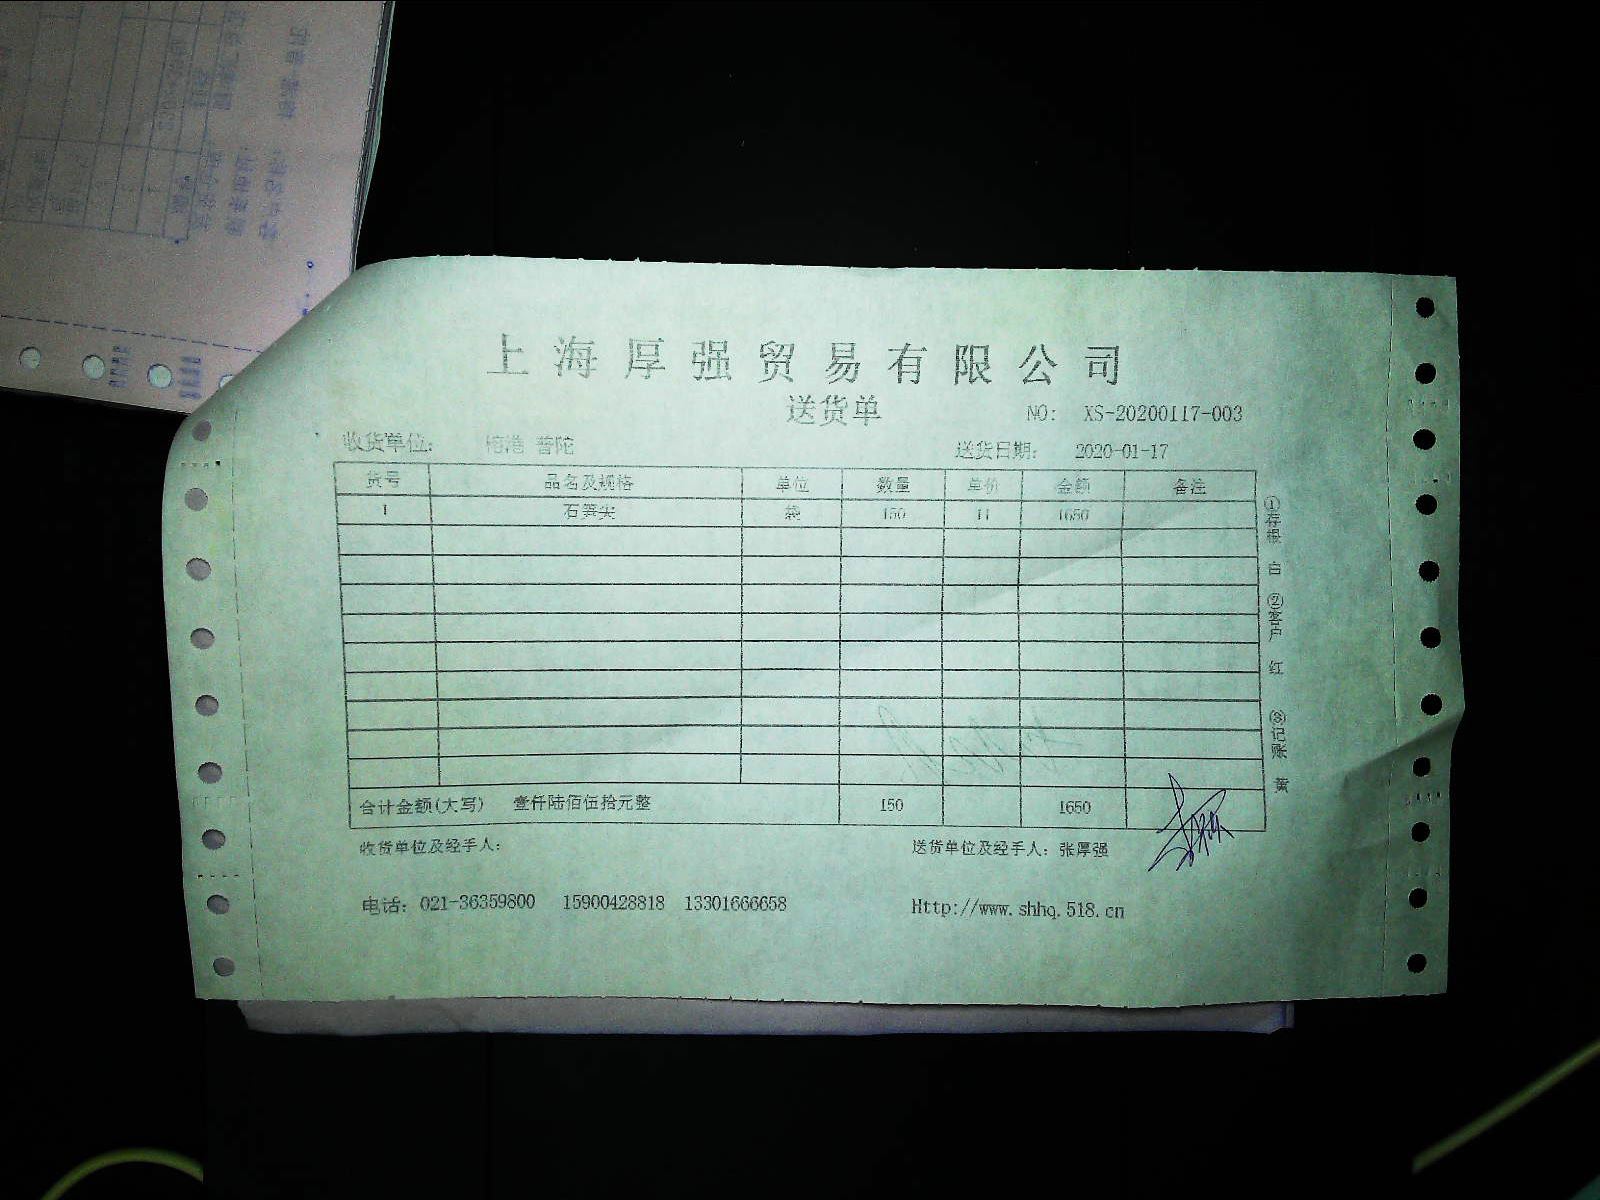 上海厚强贸易有限公司
送货单
NO: XS-20200117-003
收货单位: 榕港 普陀
送货日期: 2020-01-17
货号 品名及规格 单位 数量 单价 金额 备注
1 石笋尖 袋 150 11 1650
合计金额(大写) 壹仟陆佰伍拾元整 150 1650
收货单位及经手人:
送货单位及经手人: 张厚强
电话: 021-36359800 15900428818 13301666658
Http://www.shhq.518.cn
①存根 白 ②客户 红 ③记 黄